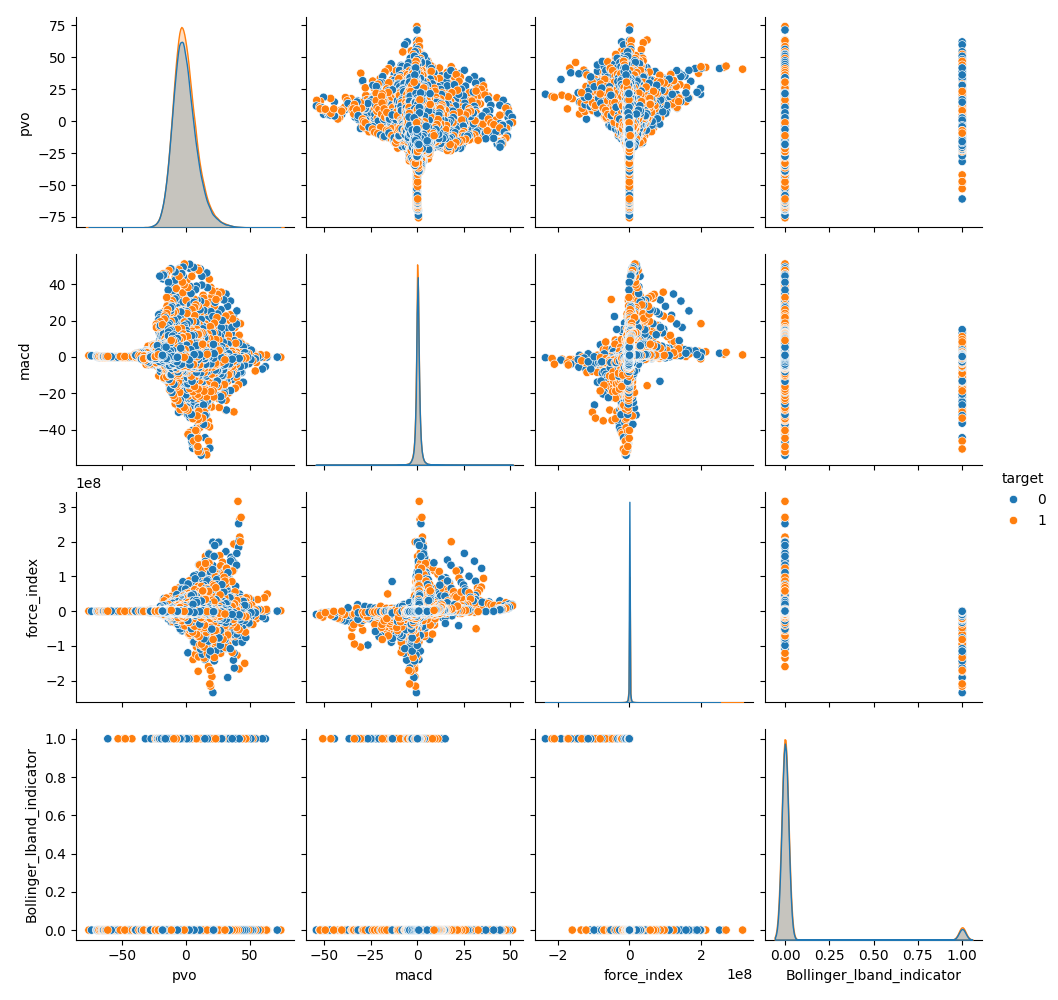 75
50
25
0
−25
−50
−75
pvo
40
20
0
−20
−40
macd
target
0
1
1e8
3
2
1
0
−1
−2
force_index
1.0
0.8
0.6
0.4
0.2
0.0
Bollinger_lband_indicator
−50 0 50
pvo
−50 −25 0 25 50
macd
−2 0 2
1e8
force_index
0.00 0.25 0.50 0.75 1.00
Bollinger_lband_indicator